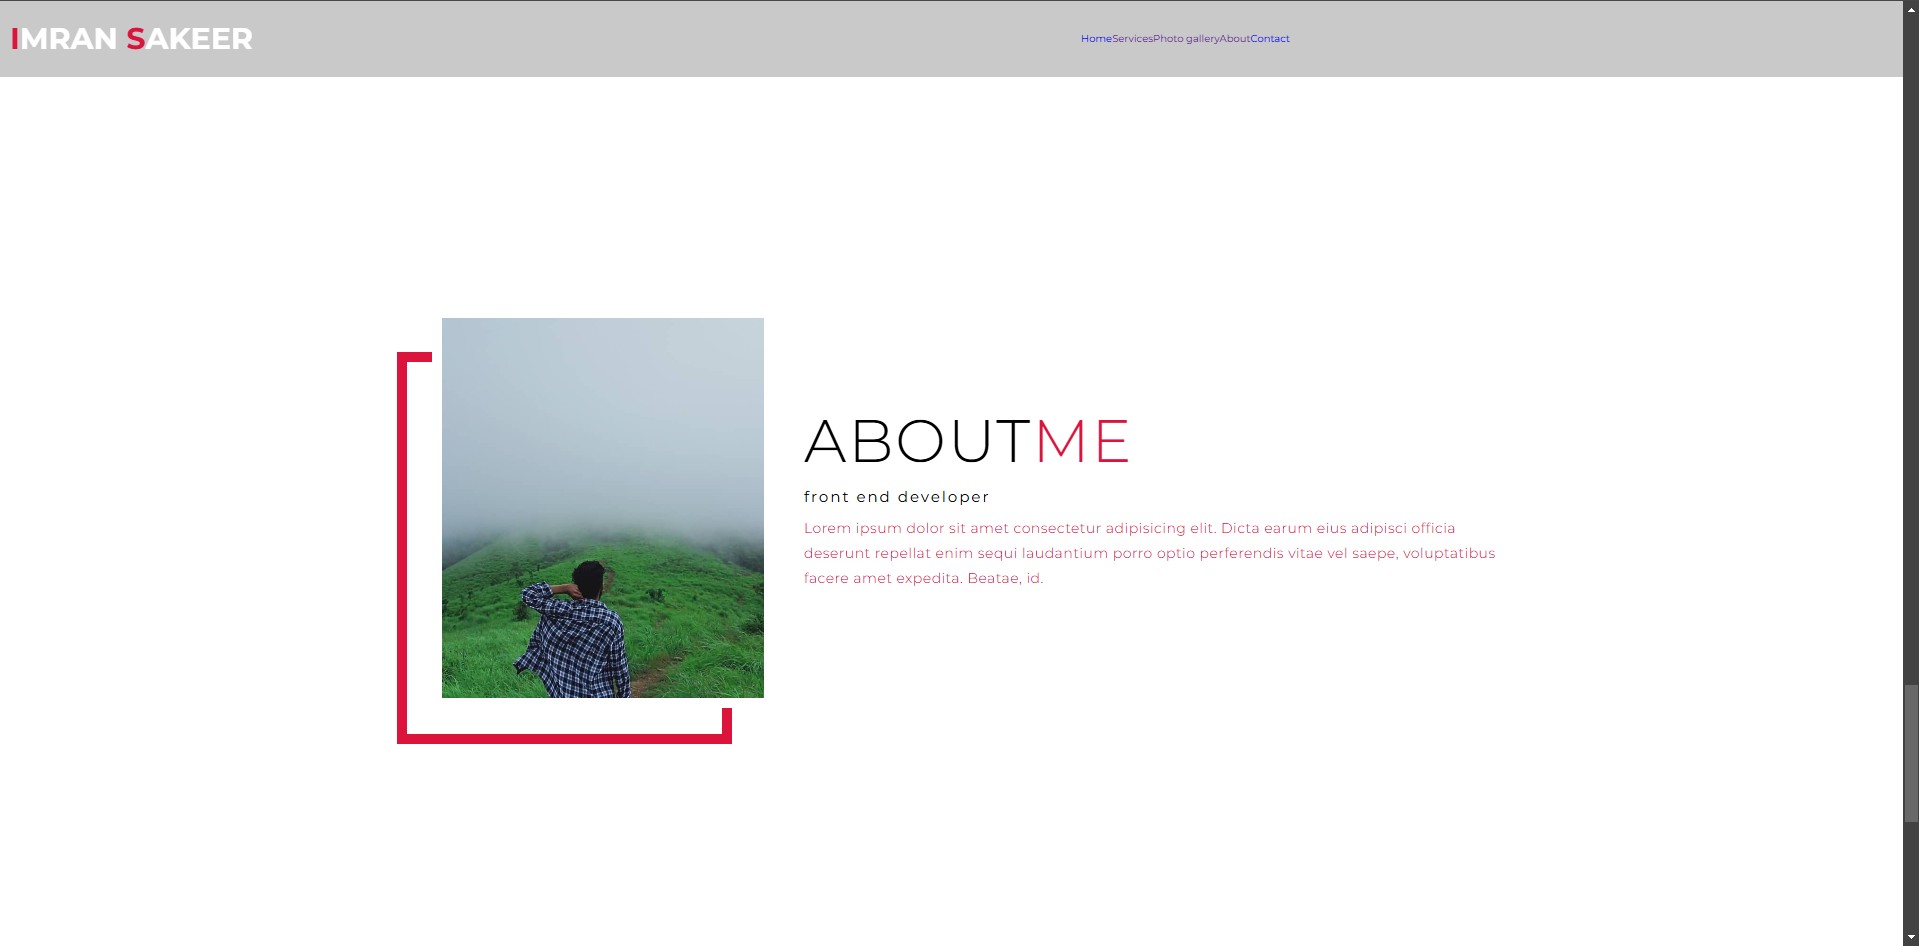 IMRAN SAKEER
HomeServicesPhoto galleryAboutContact
ABOUTME
front end developer
Lorem ipsum dolor sit amet consectetur adipisicing elit. Dicta earum eius adipisci officia
deserunt repellat enim sequi laudantium porro optio perferendis vitae vel saepe, voluptatibus
facere amet expedita. Beatae, id.